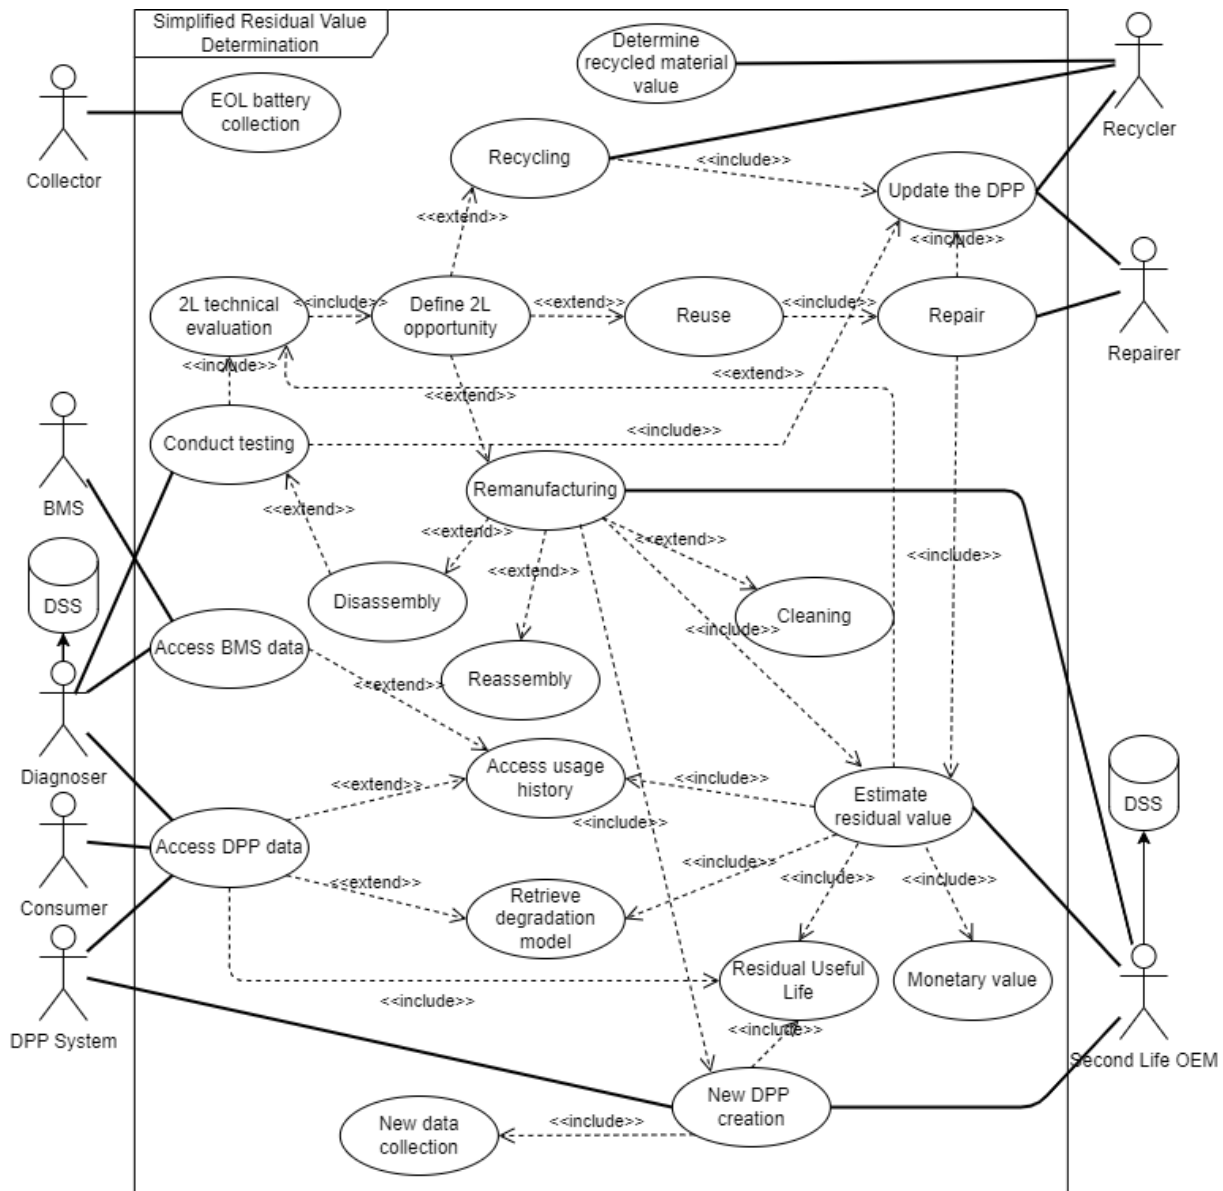 Simplified Residual Value
Determination
Determine
recycled material
value
EOL battery
collection
Collector
Recycler
Recycling
<<include>>
Update the DPP
<<extend>>
<<include>>
2L technical
evaluation
<<include>>
Define 2L
opportunity
<<extend>>
Reuse
<<include>>
Repair
Repairer
<<include>>
<<extend>>
<<extend>>
Conduct testing
<<include>>
BMS
Remanufacturing
<<extend>>
<<extend>>
<<extend>>
<<include>>
<<extend>>
DSS
Disassembly
Cleaning
<<include>>
Access BMS data
Reassembly
<<extend>>
Diagnoser
Access usage
history
<<extend>>
<<include>>
Estimate
residual value
DSS
<<include>>
Access DPP data
<<extend>>
<<include>>
<<include>>
<<include>>
Consumer
Retrieve
degradation
model
Residual Useful
Life
Monetary value
<<include>>
<<include>>
DPP System
Second Life OEM
New DPP
creation
New data
collection
<<include>>